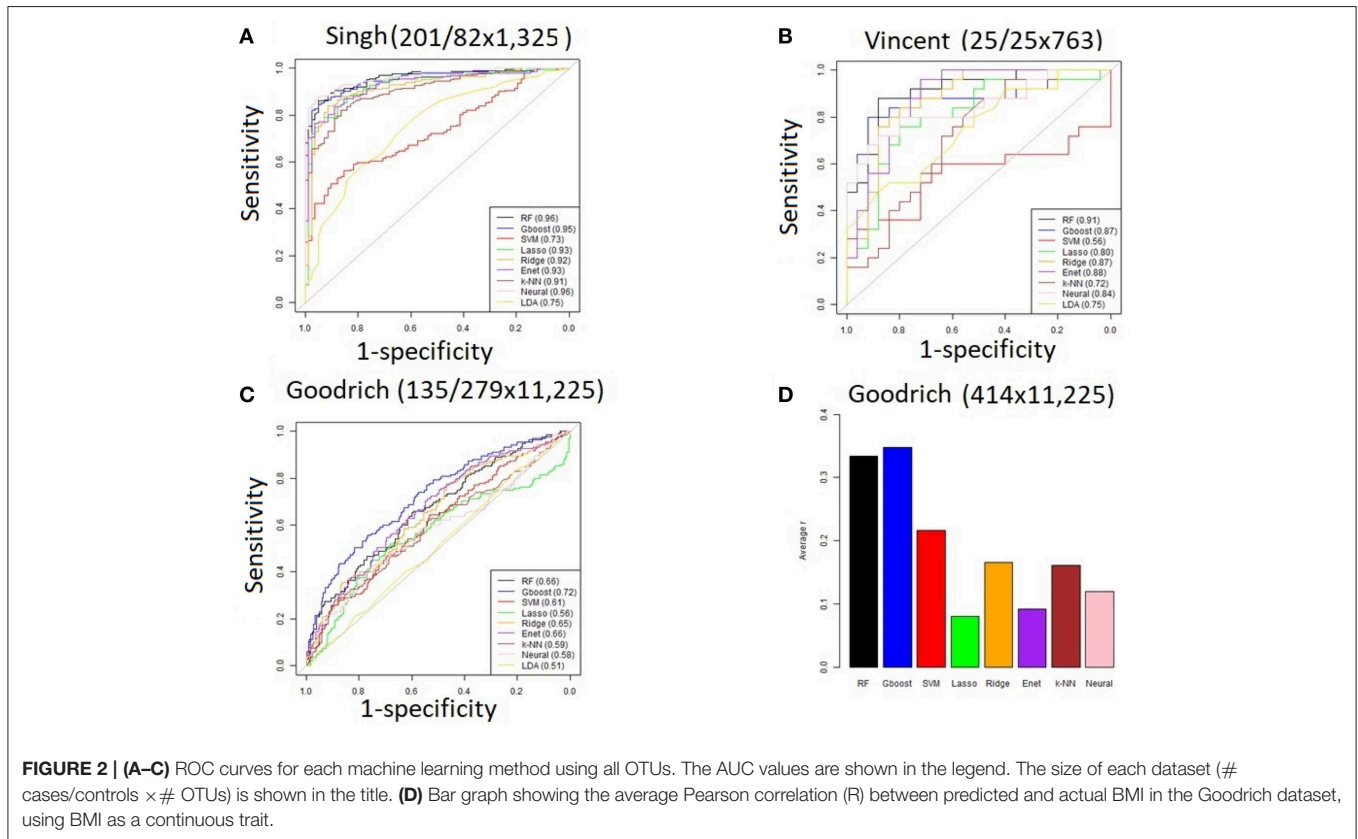 A
Singh (201/82x1,325 )
Sensitivity
0.0 0.2 0.4 0.6 0.8 1.0
RF (0.96)
Gboost (0.95)
SVM (0.73)
Lasso (0.93)
Ridge (0.92)
Enet (0.93)
k-NN (0.91)
Neural (0.96)
LDA (0.75)
1.0 0.8 0.6 0.4 0.2 0.0
1-specificity
B
Vincent (25/25x763)
Sensitivity
0.0 0.2 0.4 0.6 0.8 1.0
RF (0.91)
Gboost (0.87)
SVM (0.56)
Lasso (0.80)
Ridge (0.87)
Enet (0.88)
k-NN (0.72)
Neural (0.84)
LDA (0.75)
1.0 0.8 0.6 0.4 0.2 0.0
1-specificity
C
Goodrich (135/279x11,225)
Sensitivity
0.0 0.2 0.4 0.6 0.8 1.0
RF (0.66)
Gboost (0.72)
SVM (0.61)
Lasso (0.56)
Ridge (0.65)
Enet (0.66)
k-NN (0.59)
Neural (0.58)
LDA (0.51)
1.0 0.8 0.6 0.4 0.2 0.0
1-specificity
D
Goodrich (414x11,225)
Average r
0.0 0.1 0.2 0.3 0.4
RF Gboost SVM Lasso Ridge Enet k-NN Neural
FIGURE 2 | (A–C) ROC curves for each machine learning method using all OTUs. The AUC values are shown in the legend. The size of each dataset (#
cases/controls ×# OTUs) is shown in the title. (D) Bar graph showing the average Pearson correlation (R) between predicted and actual BMI in the Goodrich dataset,
using BMI as a continuous trait.